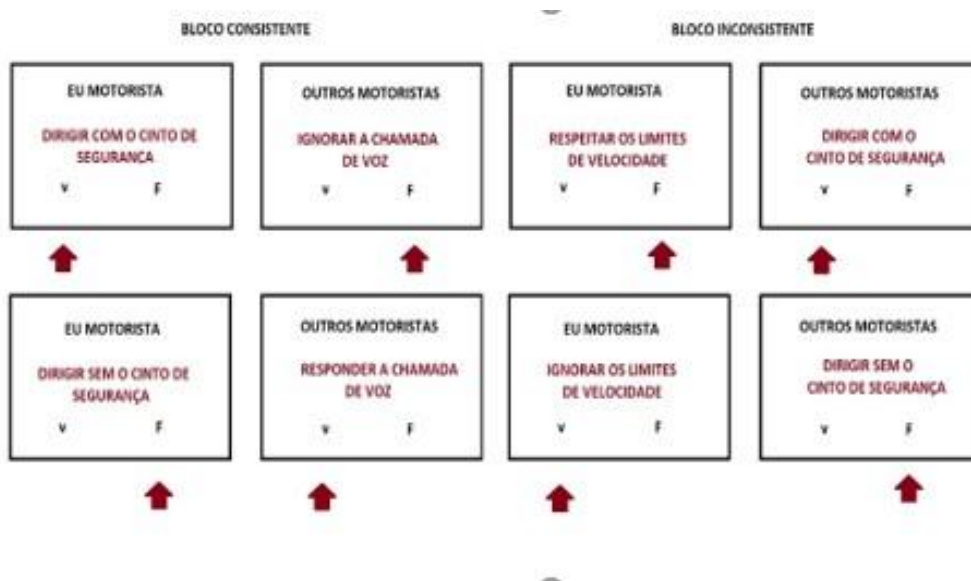 BLOCO CONSISTENTE
BLOCO INCONSISTENTE
EU MOTORISTA
DIRIGIR COM O CINTO DE
SEGURANCA
V F
OUTROS MOTORISTAS
IGNORAR A CHAMADA
DE VOZ
V F
EU MOTORISTA
RESPEITAR OS LIMITES
DE VELOCIDADE
V F
OUTROS MOTORISTAS
DIRIGIR COM O
CINTO DE SEGURANÇA
V F
EU MOTORISTA
DIRIGIR SEM O CINTO DE
SEGURANÇA
V F
OUTROS MOTORISTAS
RESPONDER A CHAMADA
DE VOZ
V F
EU MOTORISTA
IGNORAR OS LIMITES
DE VELOCIDADE
V F
OUTROS MOTORISTAS
DIRIGIR SEM O
CINTO DE SEGURANÇA
V F